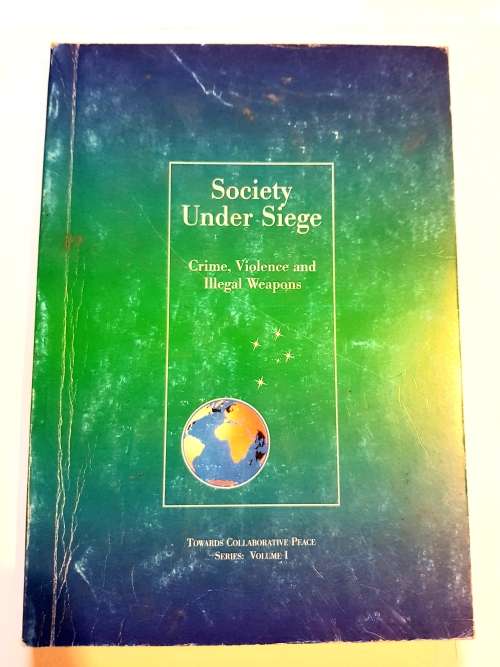 Society
Under Siege
Crime, Violence and
Illegal Weapons
Towards Collaborative Peace
Series: Volume I